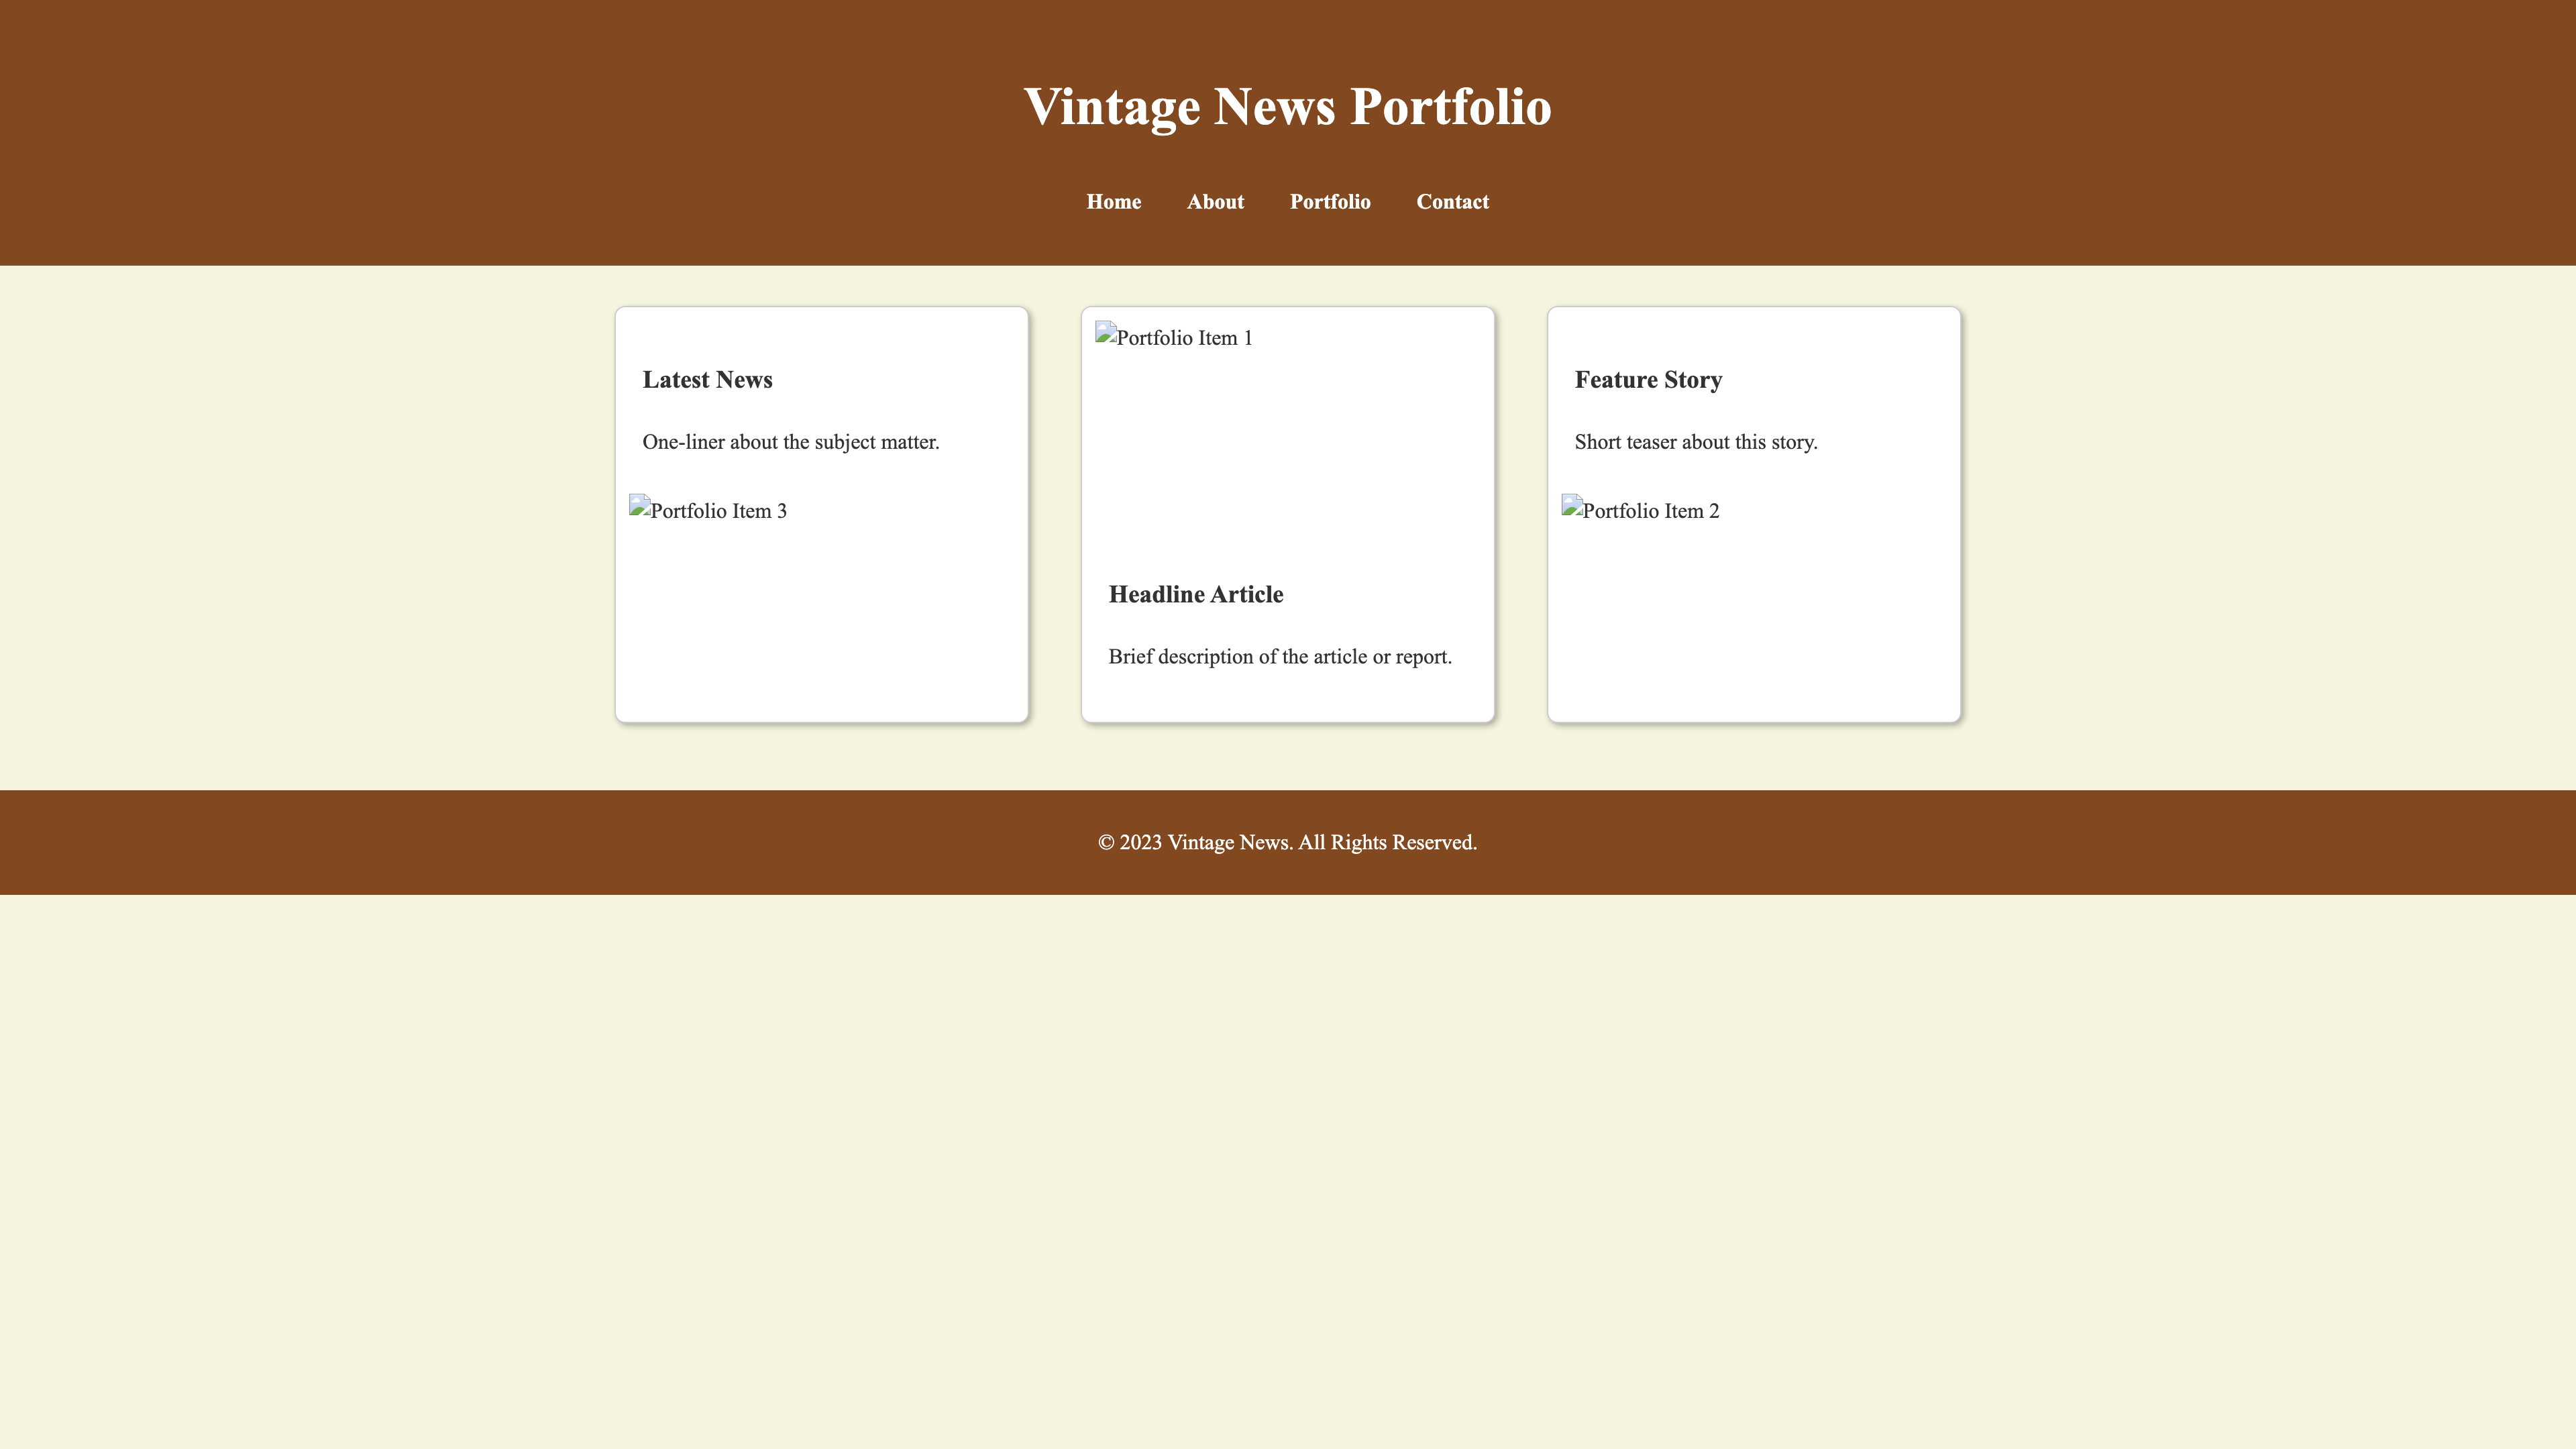 Vintage News Portfolio
Home About Portfolio Contact
Latest News
One-liner about the subject matter.
Portfolio Item 3
Portfolio Item 1
Headline Article
Brief description of the article or report.
Feature Story
Short teaser about this story.
Portfolio Item 2
© 2023 Vintage News. All Rights Reserved.